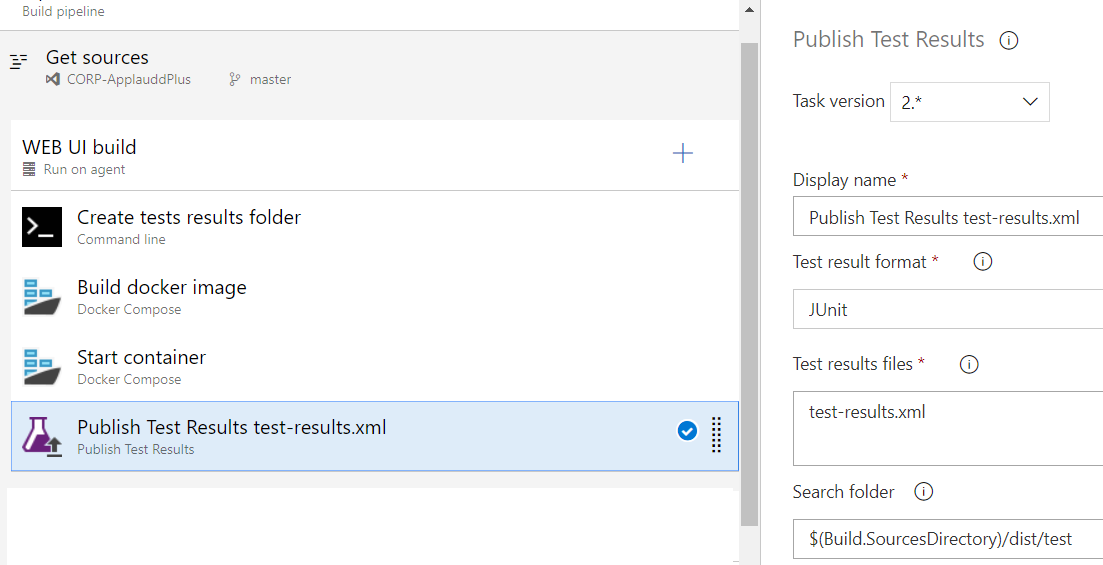 Build pipeline
Get sources
CORP-ApplauddPlus master
WEB UI build
Run on agent
Create tests results folder
Command line
Build docker image
Docker Compose
Start container
Docker Compose
Publish Test Results test-results.xml
Publish Test Results
Publish Test Results
Task version 2.*
Display name *
Publish Test Results test-results.xml
Test result format *
JUnit
Test results files *
test-results.xml
Search folder
$(Build.SourcesDirectory)/dist/test